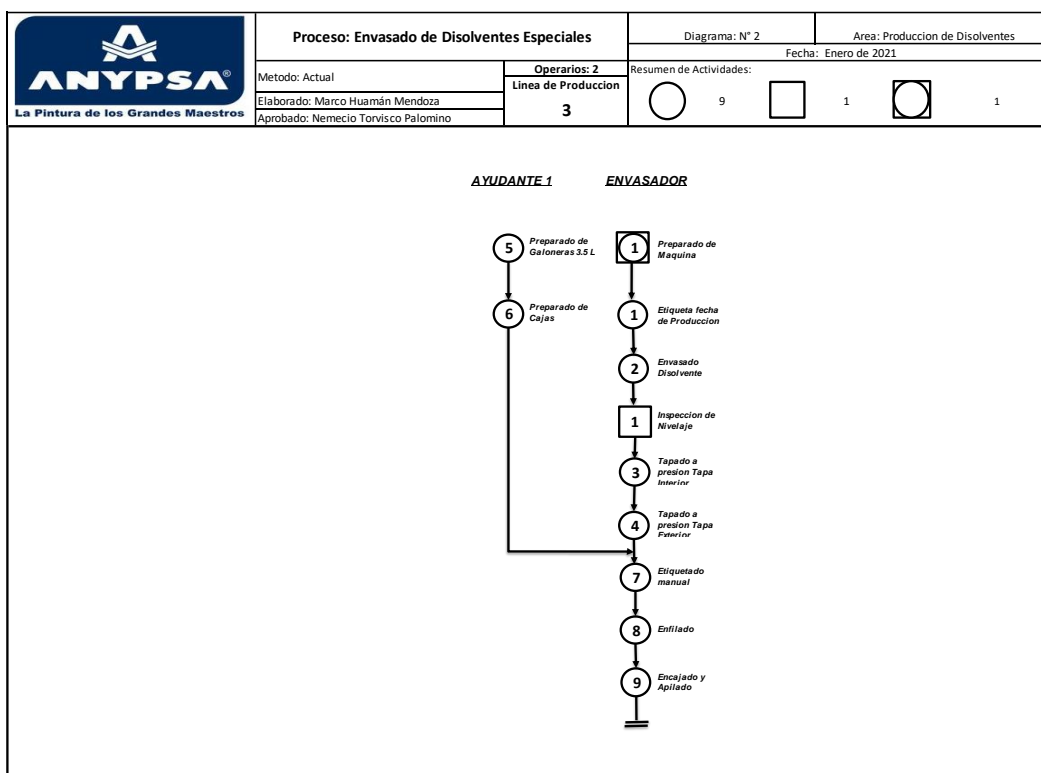 ANYPSA®
La Pintura de los Grandes Maestros
Proceso: Envasado de Disolventes Especiales
Diagrama: N° 2
Area: Produccion de Disolventes
Fecha: Enero de 2021
Metodo: Actual
Operarios: 2
Resumen de Actividades:
Linea de Produccion
9
1
1
Elaborado: Marco Huamán Mendoza
3
Aprobado: Nemecio Torvisco Palomino
AYUDANTE 1
ENVASADOR
5
Preparado de
Galoneras 3.5 L
1
Preparado de
Maquina
6
Preparado de
Cajas
1
Etiqueta fecha
de Produccion
2
Envasado
Disolvente
1
Inspeccion de
Nivelaje
3
Tapado a
presion Tapa
Interior
4
Tapado a
presion Tapa
Exterior
7
Etiquetado
manual
8
Enfilado
9
Encajado y
Apilado